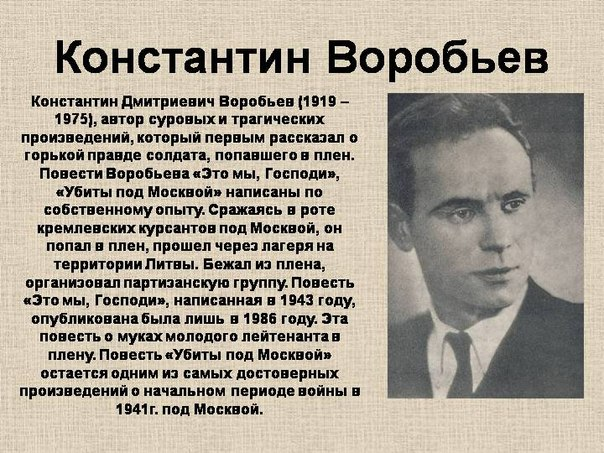 Константин Воробьев
Константин Дмитриевич Воробьев (1919 –
1975), автор суровых и трагических
произведений, который первым рассказал о
горькой правде солдата, попавшего в плен.
Повести Воробьева «Это мы, Господи»,
«Убиты под Москвой» написаны по
собственному опыту. Сражаясь в роте
кремлевских курсантов под Москвой, он
попал в плен, прошел через лагеря на
территории Литвы. Бежал из плена,
организовал партизанскую группу. Повесть
«Это мы, Господи», написанная в 1943 году,
опубликована была лишь в 1986 году. Эта
повесть о муках молодого лейтенанта в
плену. Повесть «Убиты под Москвой»
остается одним из самых достоверных
произведений о начальном периоде войны в
1941г. под Москвой.